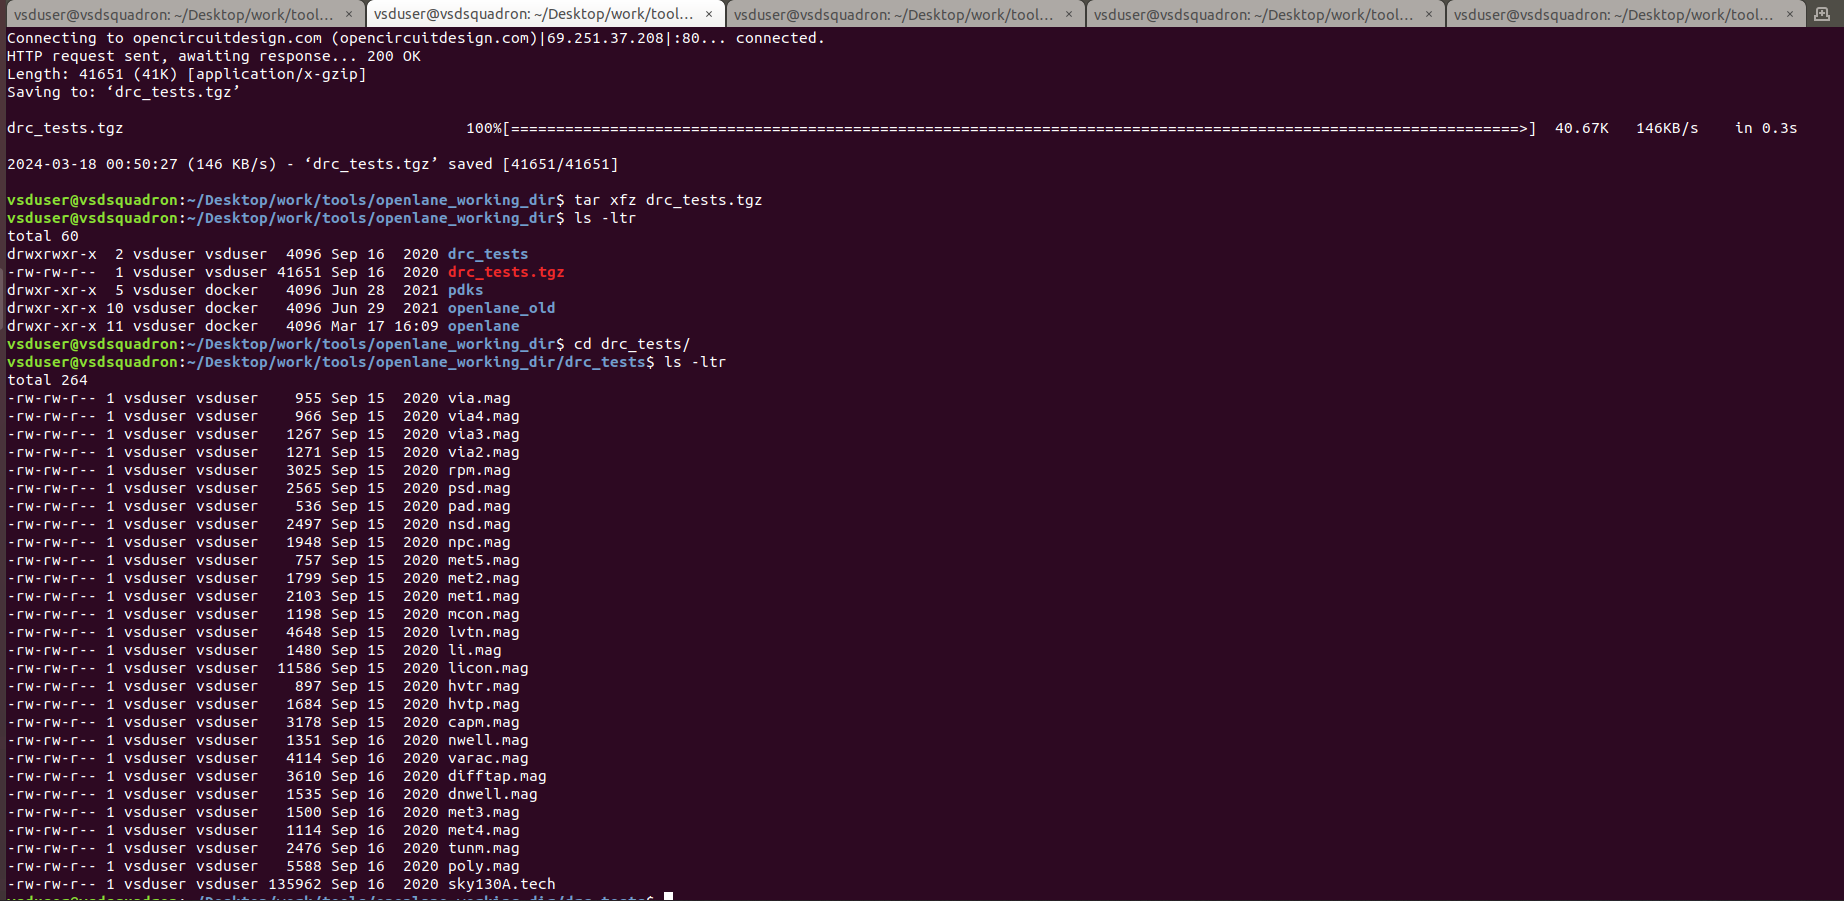 vsduser@vsdsquadron: ~/Desktop/work/tool... × vsduser@vsdsquadron: ~/Desktop/work/tool... × vsduser@vsdsquadron: ~/Desktop/work/tool... × vsduser@vsdsquadron: ~/Desktop/work/tool... × vsduser@vsdsquadron: ~/Desktop/work/tool... ×
Connecting to opencircuitdesign.com (opencircuitdesign.com)|69.251.37.208|:80... connected.
HTTP request sent, awaiting response... 200 OK
Length: 41651 (41K) [application/x-gzip]
Saving to: ‘drc_tests.tgz’
drc_tests.tgz 100%[================================================================================================================>] 40.67K 146KB/s in 0.3s
2024-03-18 00:50:27 (146 KB/s) - ‘drc_tests.tgz’ saved [41651/41651]
vsduser@vsdsquadron:~/Desktop/work/tools/openlane_working_dir$ tar xfz drc_tests.tgz
vsduser@vsdsquadron:~/Desktop/work/tools/openlane_working_dir$ ls -ltr
total 60
drwxrwxr-x 2 vsduser vsduser 4096 Sep 16 2020 drc_tests
-rw-rw-r-- 1 vsduser vsduser 41651 Sep 16 2020 drc_tests.tgz
drwxr-xr-x 5 vsduser docker 4096 Jun 28 2021 pdks
drwxr-xr-x 10 vsduser docker 4096 Jun 29 2021 openlane_old
drwxr-xr-x 11 vsduser docker 4096 Mar 17 16:09 openlane
vsduser@vsdsquadron:~/Desktop/work/tools/openlane_working_dir$ cd drc_tests/
vsduser@vsdsquadron:~/Desktop/work/tools/openlane_working_dir/drc_tests$ ls -ltr
total 264
-rw-rw-r-- 1 vsduser vsduser 955 Sep 15 2020 via.mag
-rw-rw-r-- 1 vsduser vsduser 966 Sep 15 2020 via4.mag
-rw-rw-r-- 1 vsduser vsduser 1267 Sep 15 2020 via3.mag
-rw-rw-r-- 1 vsduser vsduser 1271 Sep 15 2020 via2.mag
-rw-rw-r-- 1 vsduser vsduser 3025 Sep 15 2020 rpm.mag
-rw-rw-r-- 1 vsduser vsduser 2565 Sep 15 2020 psd.mag
-rw-rw-r-- 1 vsduser vsduser 536 Sep 15 2020 pad.mag
-rw-rw-r-- 1 vsduser vsduser 2497 Sep 15 2020 nsd.mag
-rw-rw-r-- 1 vsduser vsduser 1948 Sep 15 2020 npc.mag
-rw-rw-r-- 1 vsduser vsduser 757 Sep 15 2020 met5.mag
-rw-rw-r-- 1 vsduser vsduser 1799 Sep 15 2020 met2.mag
-rw-rw-r-- 1 vsduser vsduser 2103 Sep 15 2020 met1.mag
-rw-rw-r-- 1 vsduser vsduser 1198 Sep 15 2020 mcon.mag
-rw-rw-r-- 1 vsduser vsduser 4648 Sep 15 2020 lvtn.mag
-rw-rw-r-- 1 vsduser vsduser 1480 Sep 15 2020 li.mag
-rw-rw-r-- 1 vsduser vsduser 11586 Sep 15 2020 licon.mag
-rw-rw-r-- 1 vsduser vsduser 897 Sep 15 2020 hvtr.mag
-rw-rw-r-- 1 vsduser vsduser 1684 Sep 15 2020 hvtp.mag
-rw-rw-r-- 1 vsduser vsduser 3178 Sep 15 2020 capm.mag
-rw-rw-r-- 1 vsduser vsduser 1351 Sep 16 2020 nwell.mag
-rw-rw-r-- 1 vsduser vsduser 4114 Sep 16 2020 varac.mag
-rw-rw-r-- 1 vsduser vsduser 3610 Sep 16 2020 difftap.mag
-rw-rw-r-- 1 vsduser vsduser 1535 Sep 16 2020 dnwell.mag
-rw-rw-r-- 1 vsduser vsduser 1500 Sep 16 2020 met3.mag
-rw-rw-r-- 1 vsduser vsduser 1114 Sep 16 2020 met4.mag
-rw-rw-r-- 1 vsduser vsduser 2476 Sep 16 2020 tunm.mag
-rw-rw-r-- 1 vsduser vsduser 5588 Sep 16 2020 poly.mag
-rw-rw-r-- 1 vsduser vsduser 135962 Sep 16 2020 sky130A.tech
vsduser@vsdsquadron:~/Desktop/work/tools/openlane_working_dir/drc_tests$